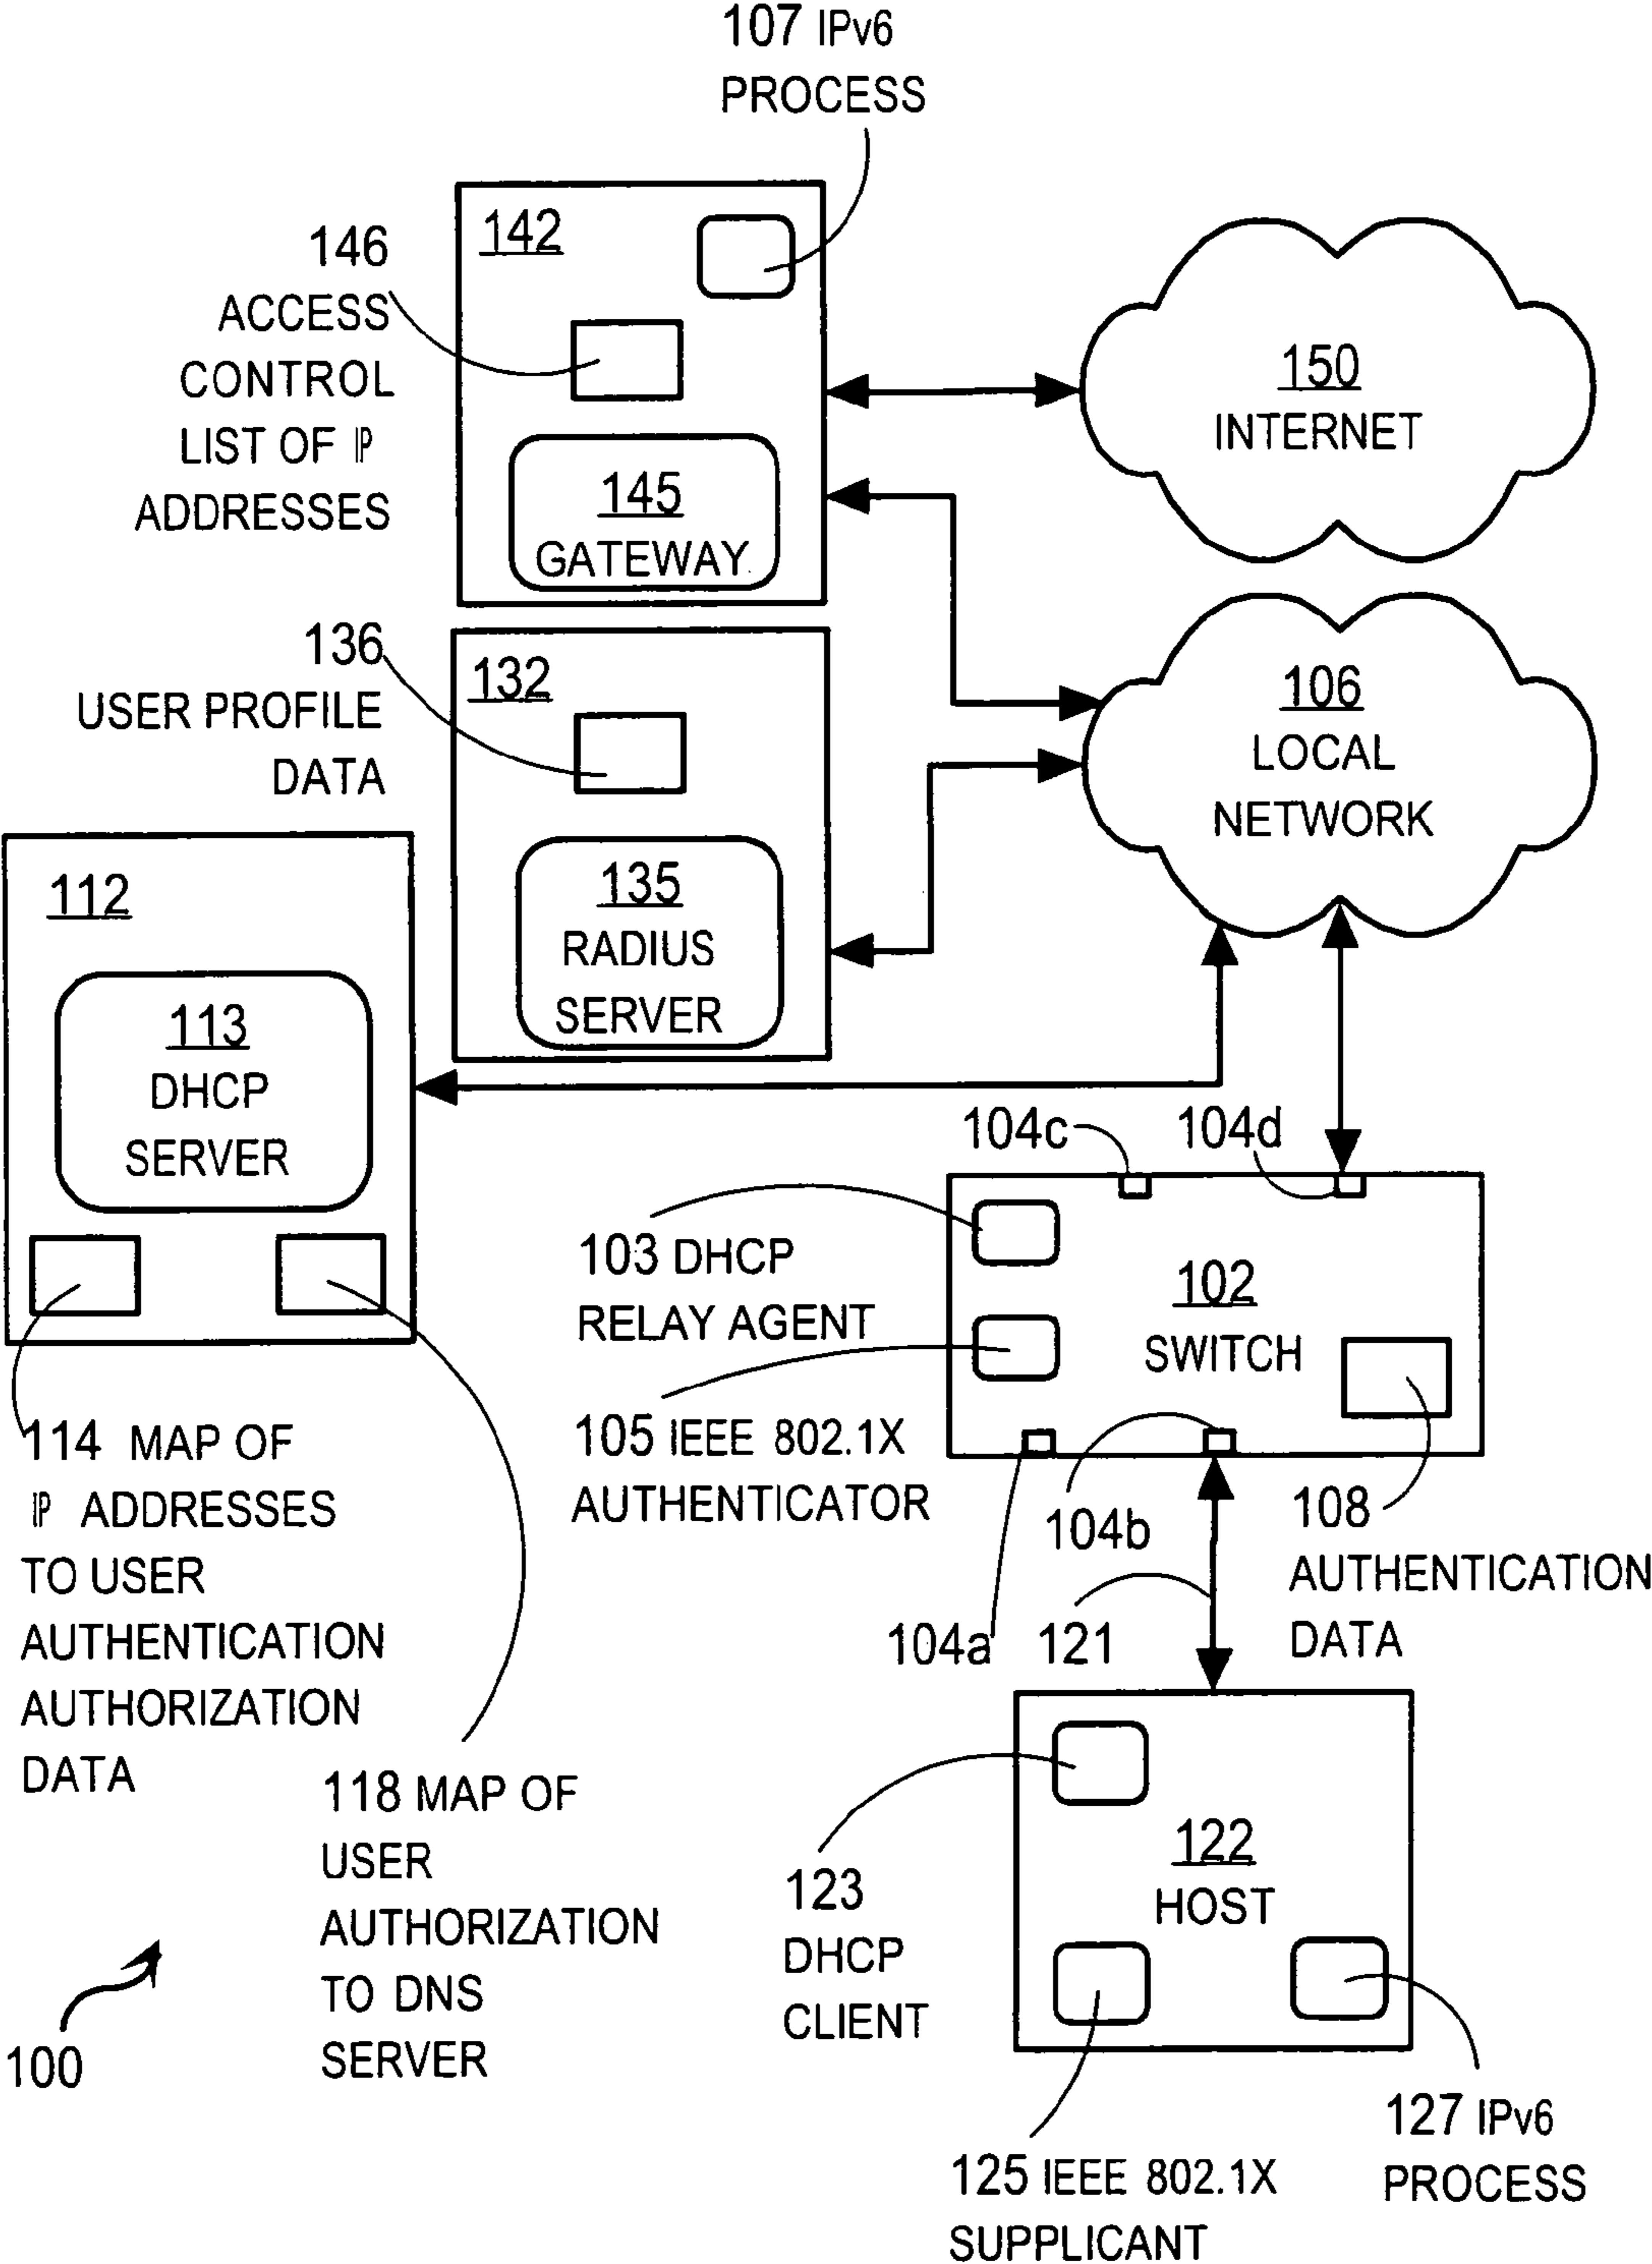 107 IPv6
PROCESS
142
146
ACCESS
CONTROL
LIST OF IP
ADDRESSES
145
GATEWAY
150
INTERNET
136
USER PROFILE
DATA
132
135
RADIUS
SERVER
106
LOCAL
NETWORK
112
113
DHCP
SERVER
104c
104d
103 DHCP
RELAY AGENT
102
SWITCH
105 IEEE 802.1X
AUTHENTICATOR
104b
108
AUTHENTICATION
DATA
104a
121
114 MAP OF
IP ADDRESSES
TO USER
AUTHENTICATION
AUTHORIZATION
DATA
118 MAP OF
USER
AUTHORIZATION
TO DNS
SERVER
123
DHCP
CLIENT
122
HOST
100
125 IEEE 802.1X
SUPPLICANT
127 IPv6
PROCESS